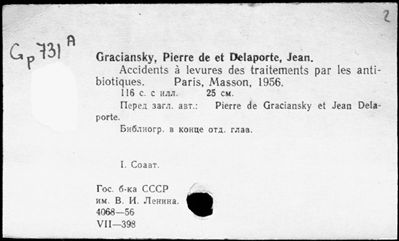 2
Gp731A
Graciansky, Pierre de et Delaporte, Jean.
Accidents à levures des traitements par les anti-
biotiques. Paris, Masson, 1956.
116 с. с илл. 25 см.
Перед загл. авт.: Pierre de Graciansky et Jean Dela-
porte.
Библиогр. в конце отд. глав.
I. Соавт.
Гос. б-ка СССР
им. В. И. Ленина.
4068—56
VII—398